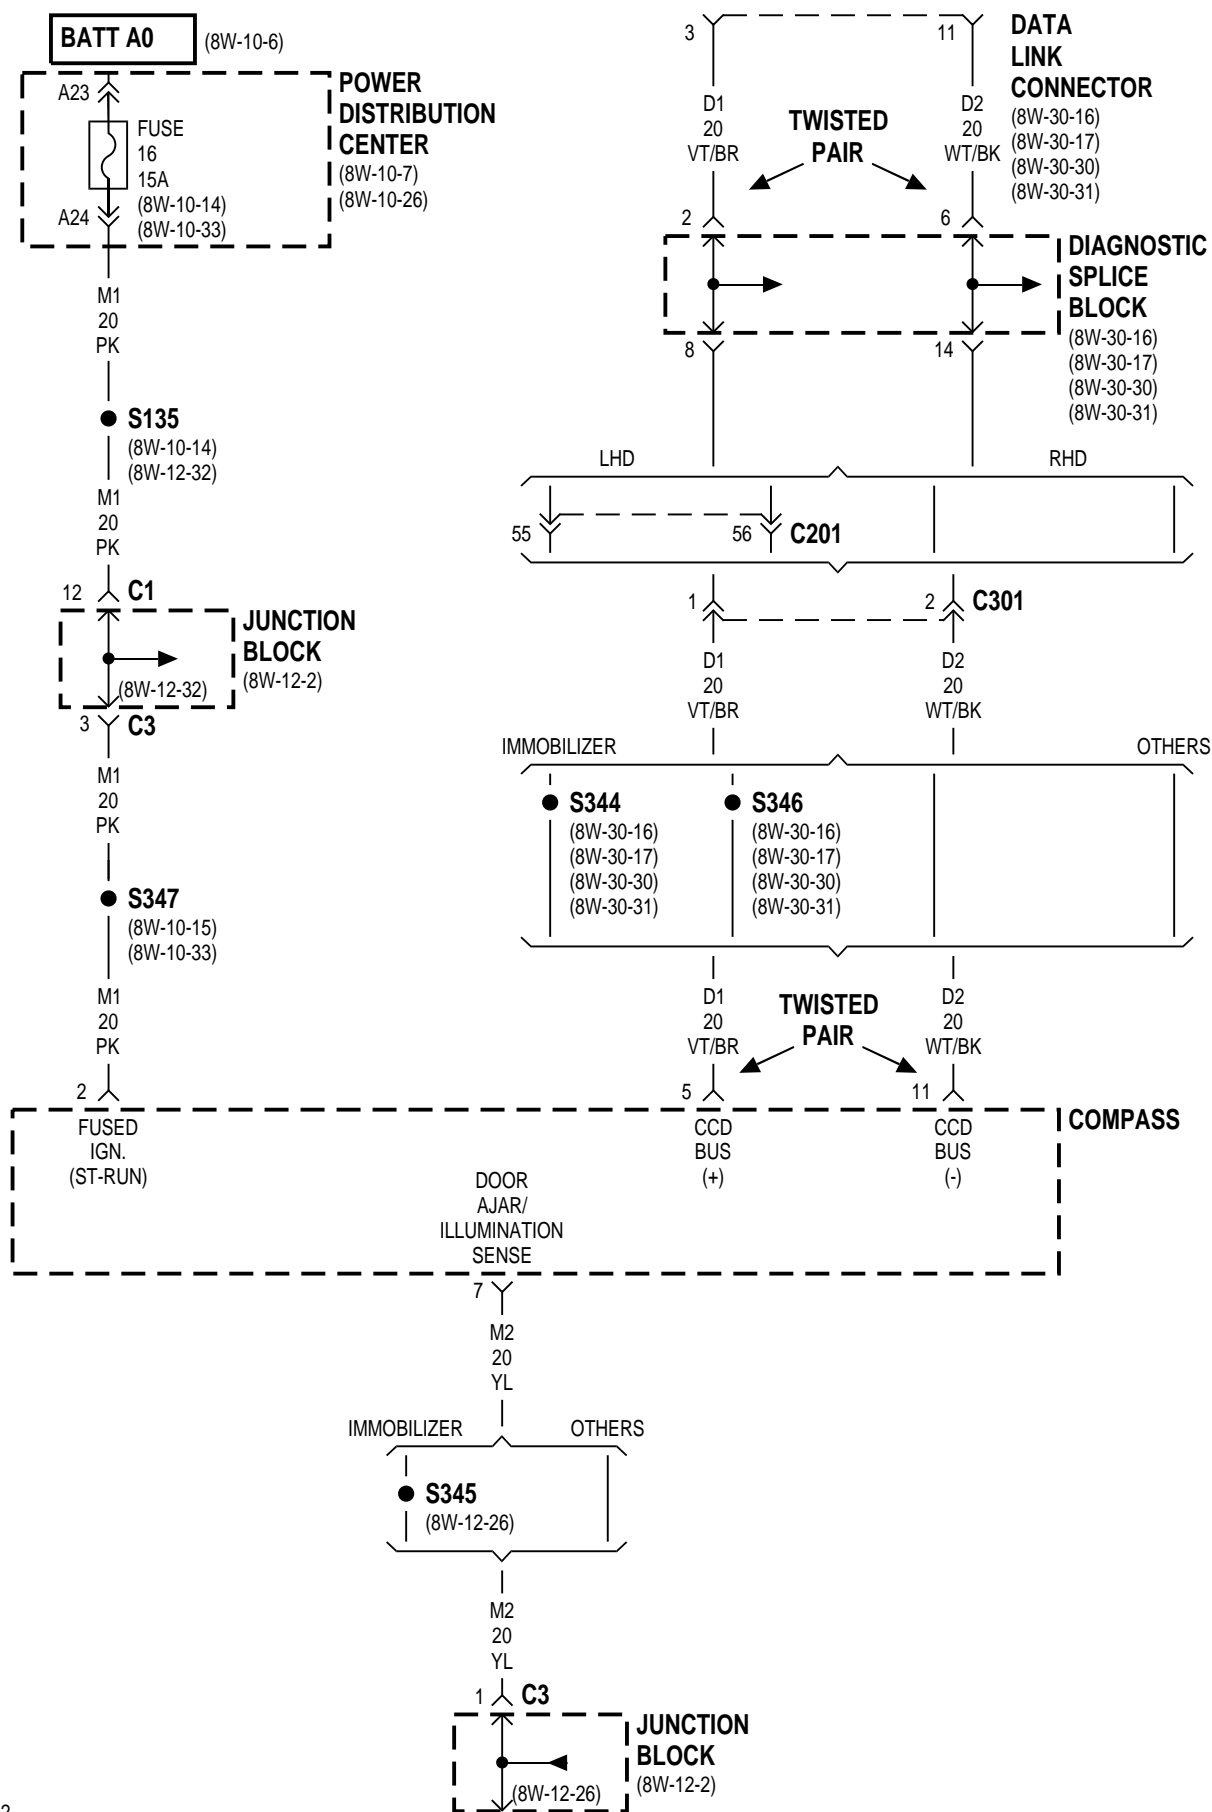 BATT A0
(8W-10-6)
A23
FUSE
16
15A
(8W-10-14)
(8W-10-33)
A24
POWER
DISTRIBUTION
CENTER
(8W-10-7)
(8W-10-26)
M1
20
PK
S135
(8W-10-14)
(8W-12-32)
M1
20
PK
12
C1
JUNCTION
BLOCK
(8W-12-2)
(8W-12-32)
3
C3
M1
20
PK
S347
(8W-10-15)
(8W-10-33)
M1
20
PK
2
3
11
DATA
LINK
CONNECTOR
(8W-30-16)
(8W-30-17)
(8W-30-30)
(8W-30-31)
D1
20
VT/BR
TWISTED
PAIR
D2
20
WT/BK
2
6
DIAGNOSTIC
SPLICE
BLOCK
(8W-30-16)
(8W-30-17)
(8W-30-30)
(8W-30-31)
8
14
LHD
RHD
55
56
C201
1
2
C301
D1
20
VT/BR
D2
20
WT/BK
IMMOBILIZER
OTHERS
S344
(8W-30-16)
(8W-30-17)
(8W-30-30)
(8W-30-31)
S346
(8W-30-16)
(8W-30-17)
(8W-30-30)
(8W-30-31)
D1
20
VT/BR
TWISTED
PAIR
D2
20
WT/BK
5
11
COMPASS
FUSED
IGN.
(ST-RUN)
CCD
BUS
(+)
CCD
BUS
(-)
DOOR
AJAR/
ILLUMINATION
SENSE
7
M2
20
YL
IMMOBILIZER
OTHERS
S345
(8W-12-26)
M2
20
YL
1
C3
JUNCTION
BLOCK
(8W-12-2)
(8W-12-26)